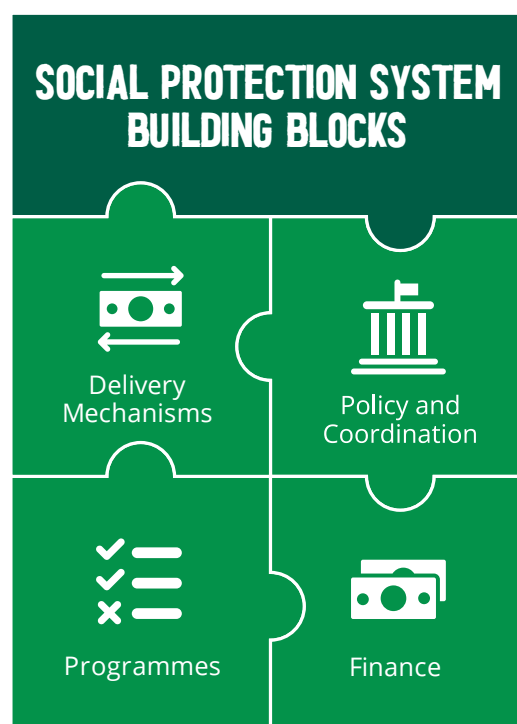 SOCIAL PROTECTION SYSTEM
BUILDING BLOCKS
Delivery
Mechanisms
Policy and
Coordination
Programmes
Finance